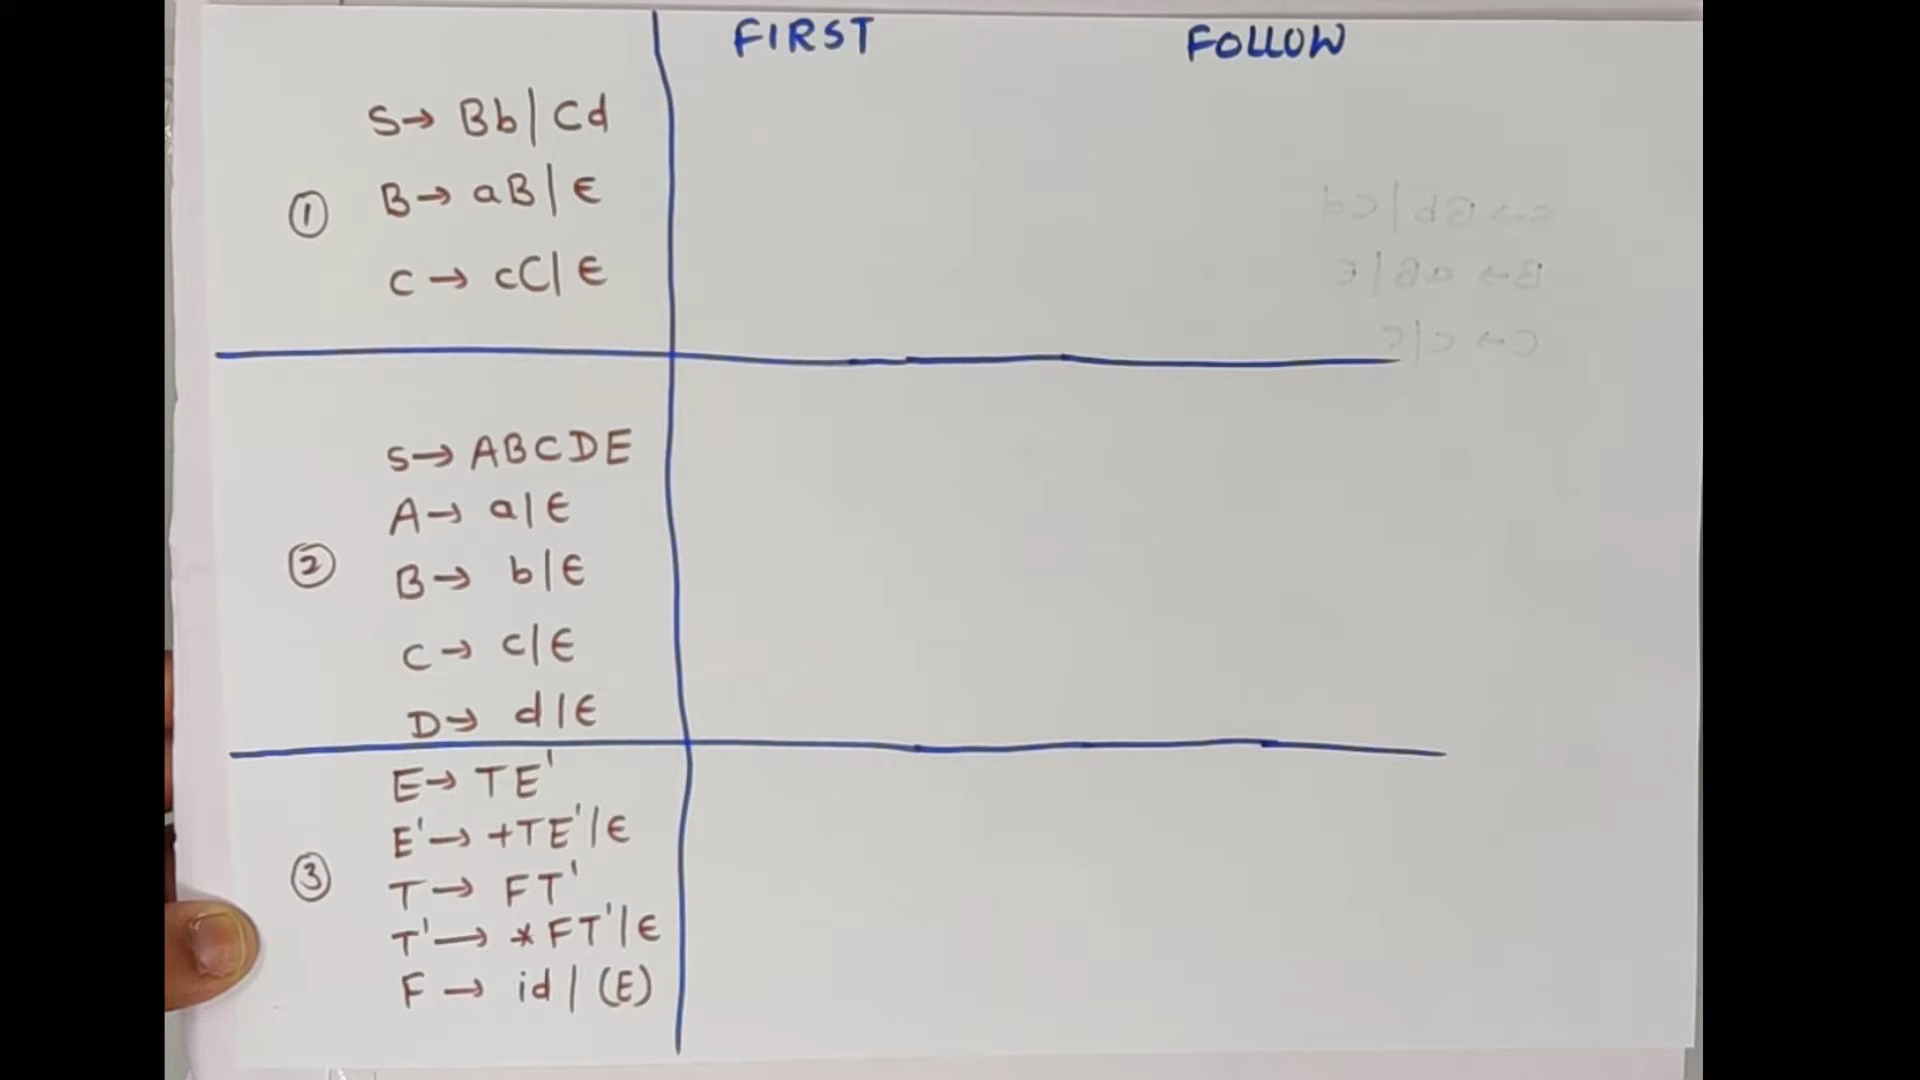 FIRST FOLLOW
S→ Bb | Cd
① B→ aB | ϵ
C → cC | ϵ
S→ ABCDE
A→ a | ϵ
② B→ b | ϵ
C→ c | ϵ
D→ d | ϵ
E→ TE'
E'→ +TE' | ϵ
③ T→ FT'
T'→ *FT' | ϵ
F → id | (E)